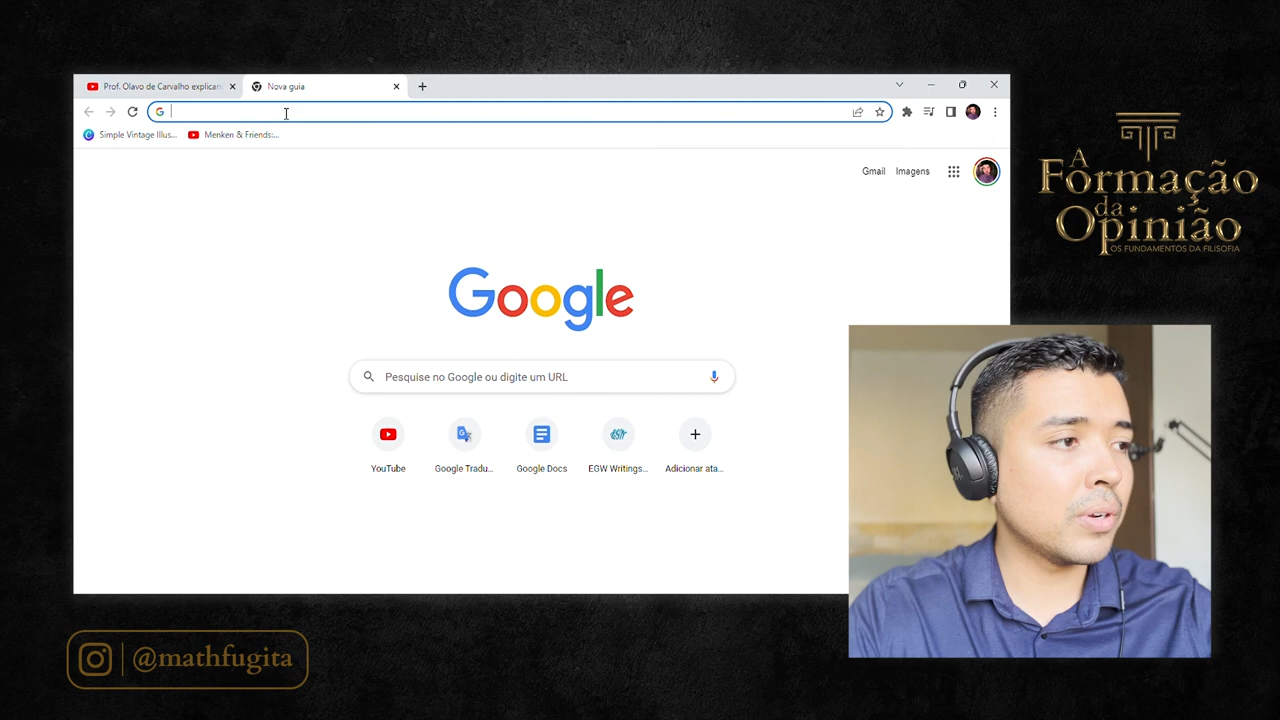 Prof. Olavo de Carvalho explican
Nova guia
Simple Vintage Illus...
Menken & Friends:...
Gmail
Imagens
Google
Pesquise no Google ou digite um URL
YouTube
Google Tradu...
Google Docs
EGW Writings...
Adicionar ata...
A
Formação
da
Opinião
OS FUNDAMENTOS DA FILISOFIA
@mathfugita